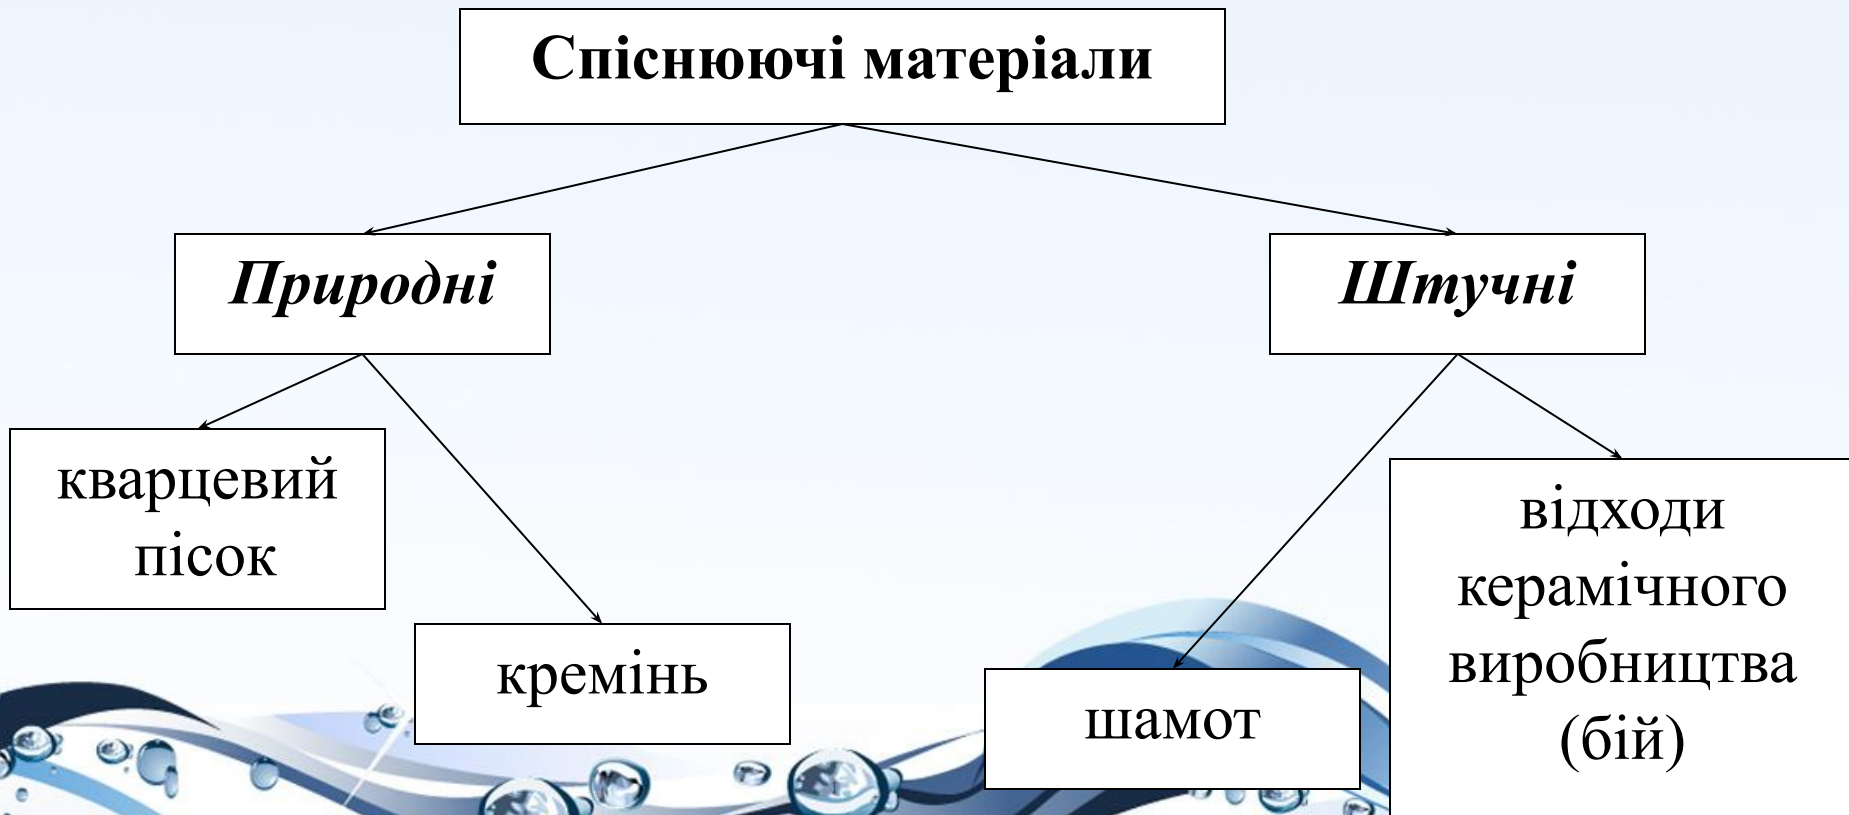 Спіснюючі матеріали
Природні
Штучні
кварцевий
пісок
кремінь
шамот
відходи
керамічного
виробництва
(бій)